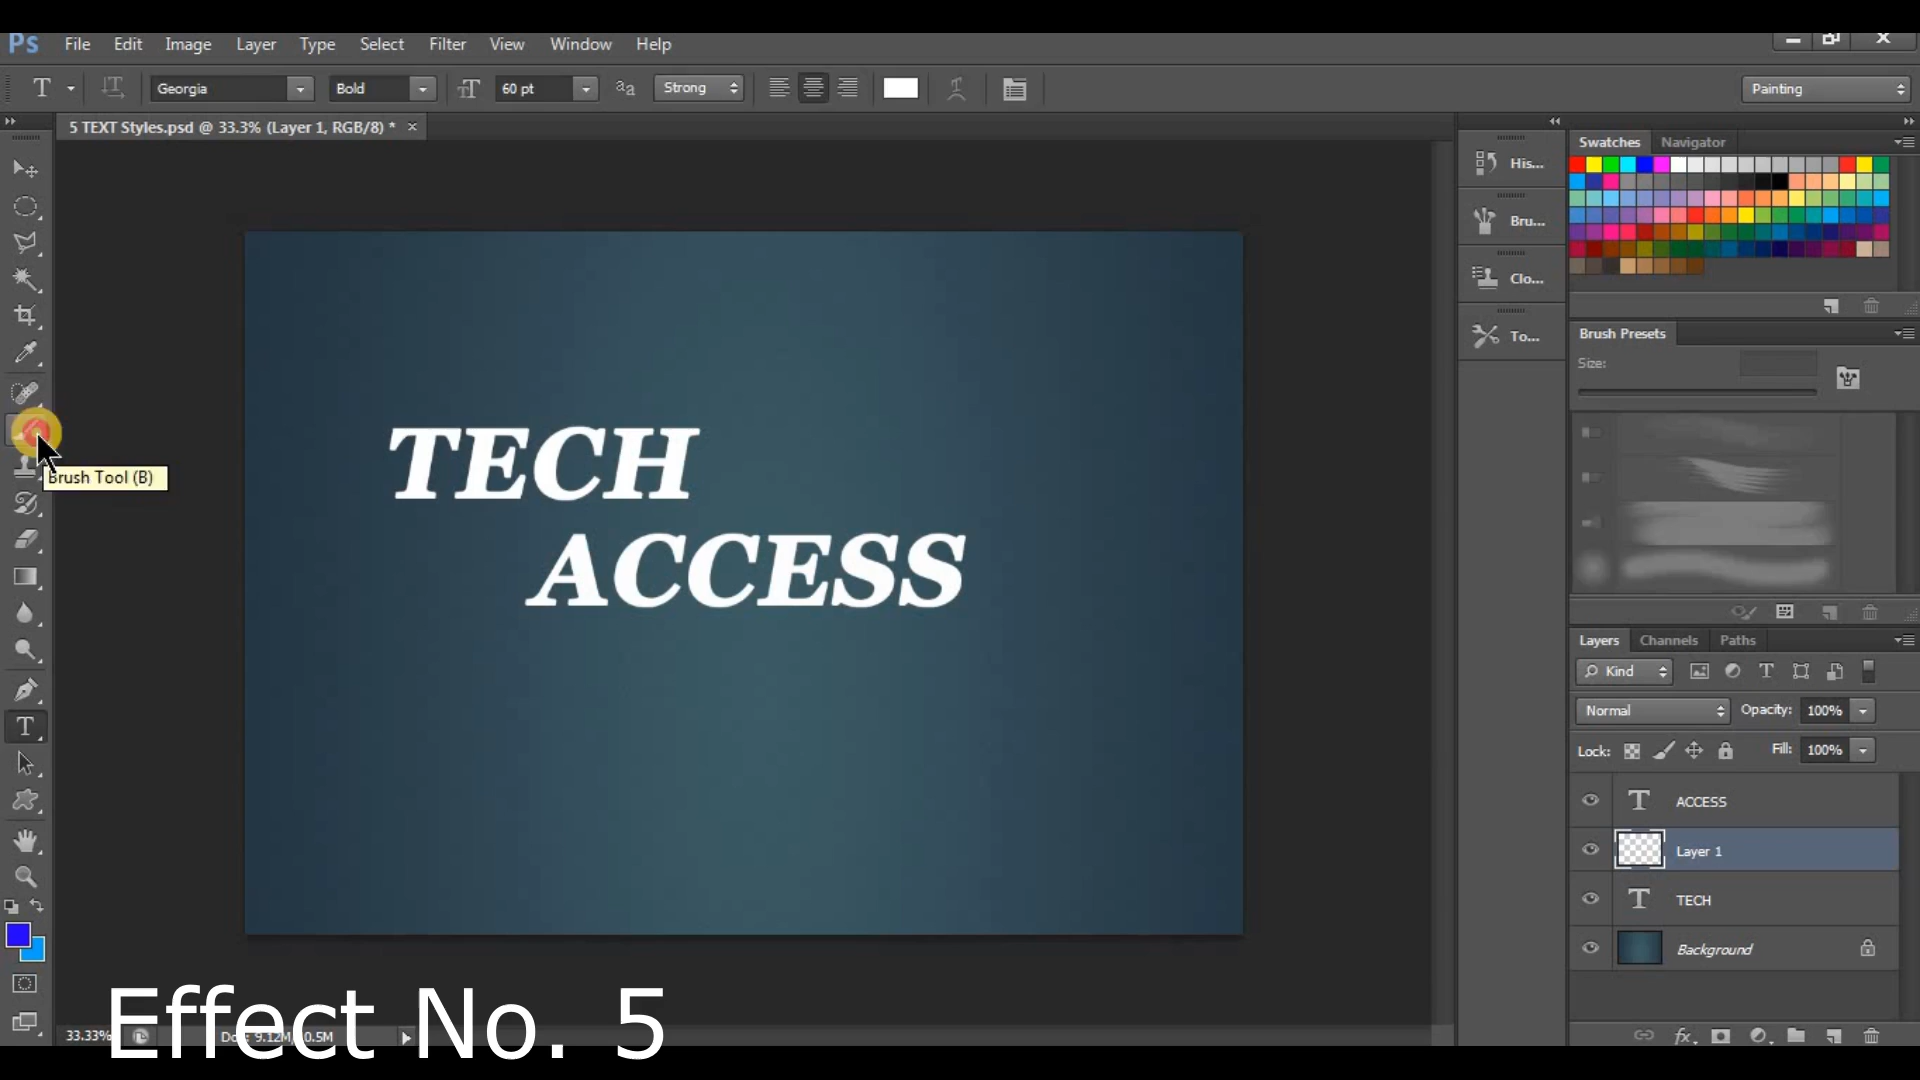 Ps File Edit Image Layer Type Select Filter View Window Help
T Georgia Bold 60 pt aa Strong Painting
5 TEXT Styles.psd @ 33.3% (Layer 1, RGB/8) * ×
His...
Bru...
Clo...
To...
Swatches Navigator
Brush Presets
Size:
Brush Tool (B)
TECH
ACCESS
Layers Channels Paths
Kind
Normal Opacity: 100%
Lock: Fill: 100%
ACCESS
Layer 1
TECH
Background
fx
33.33%
Effect No. 5